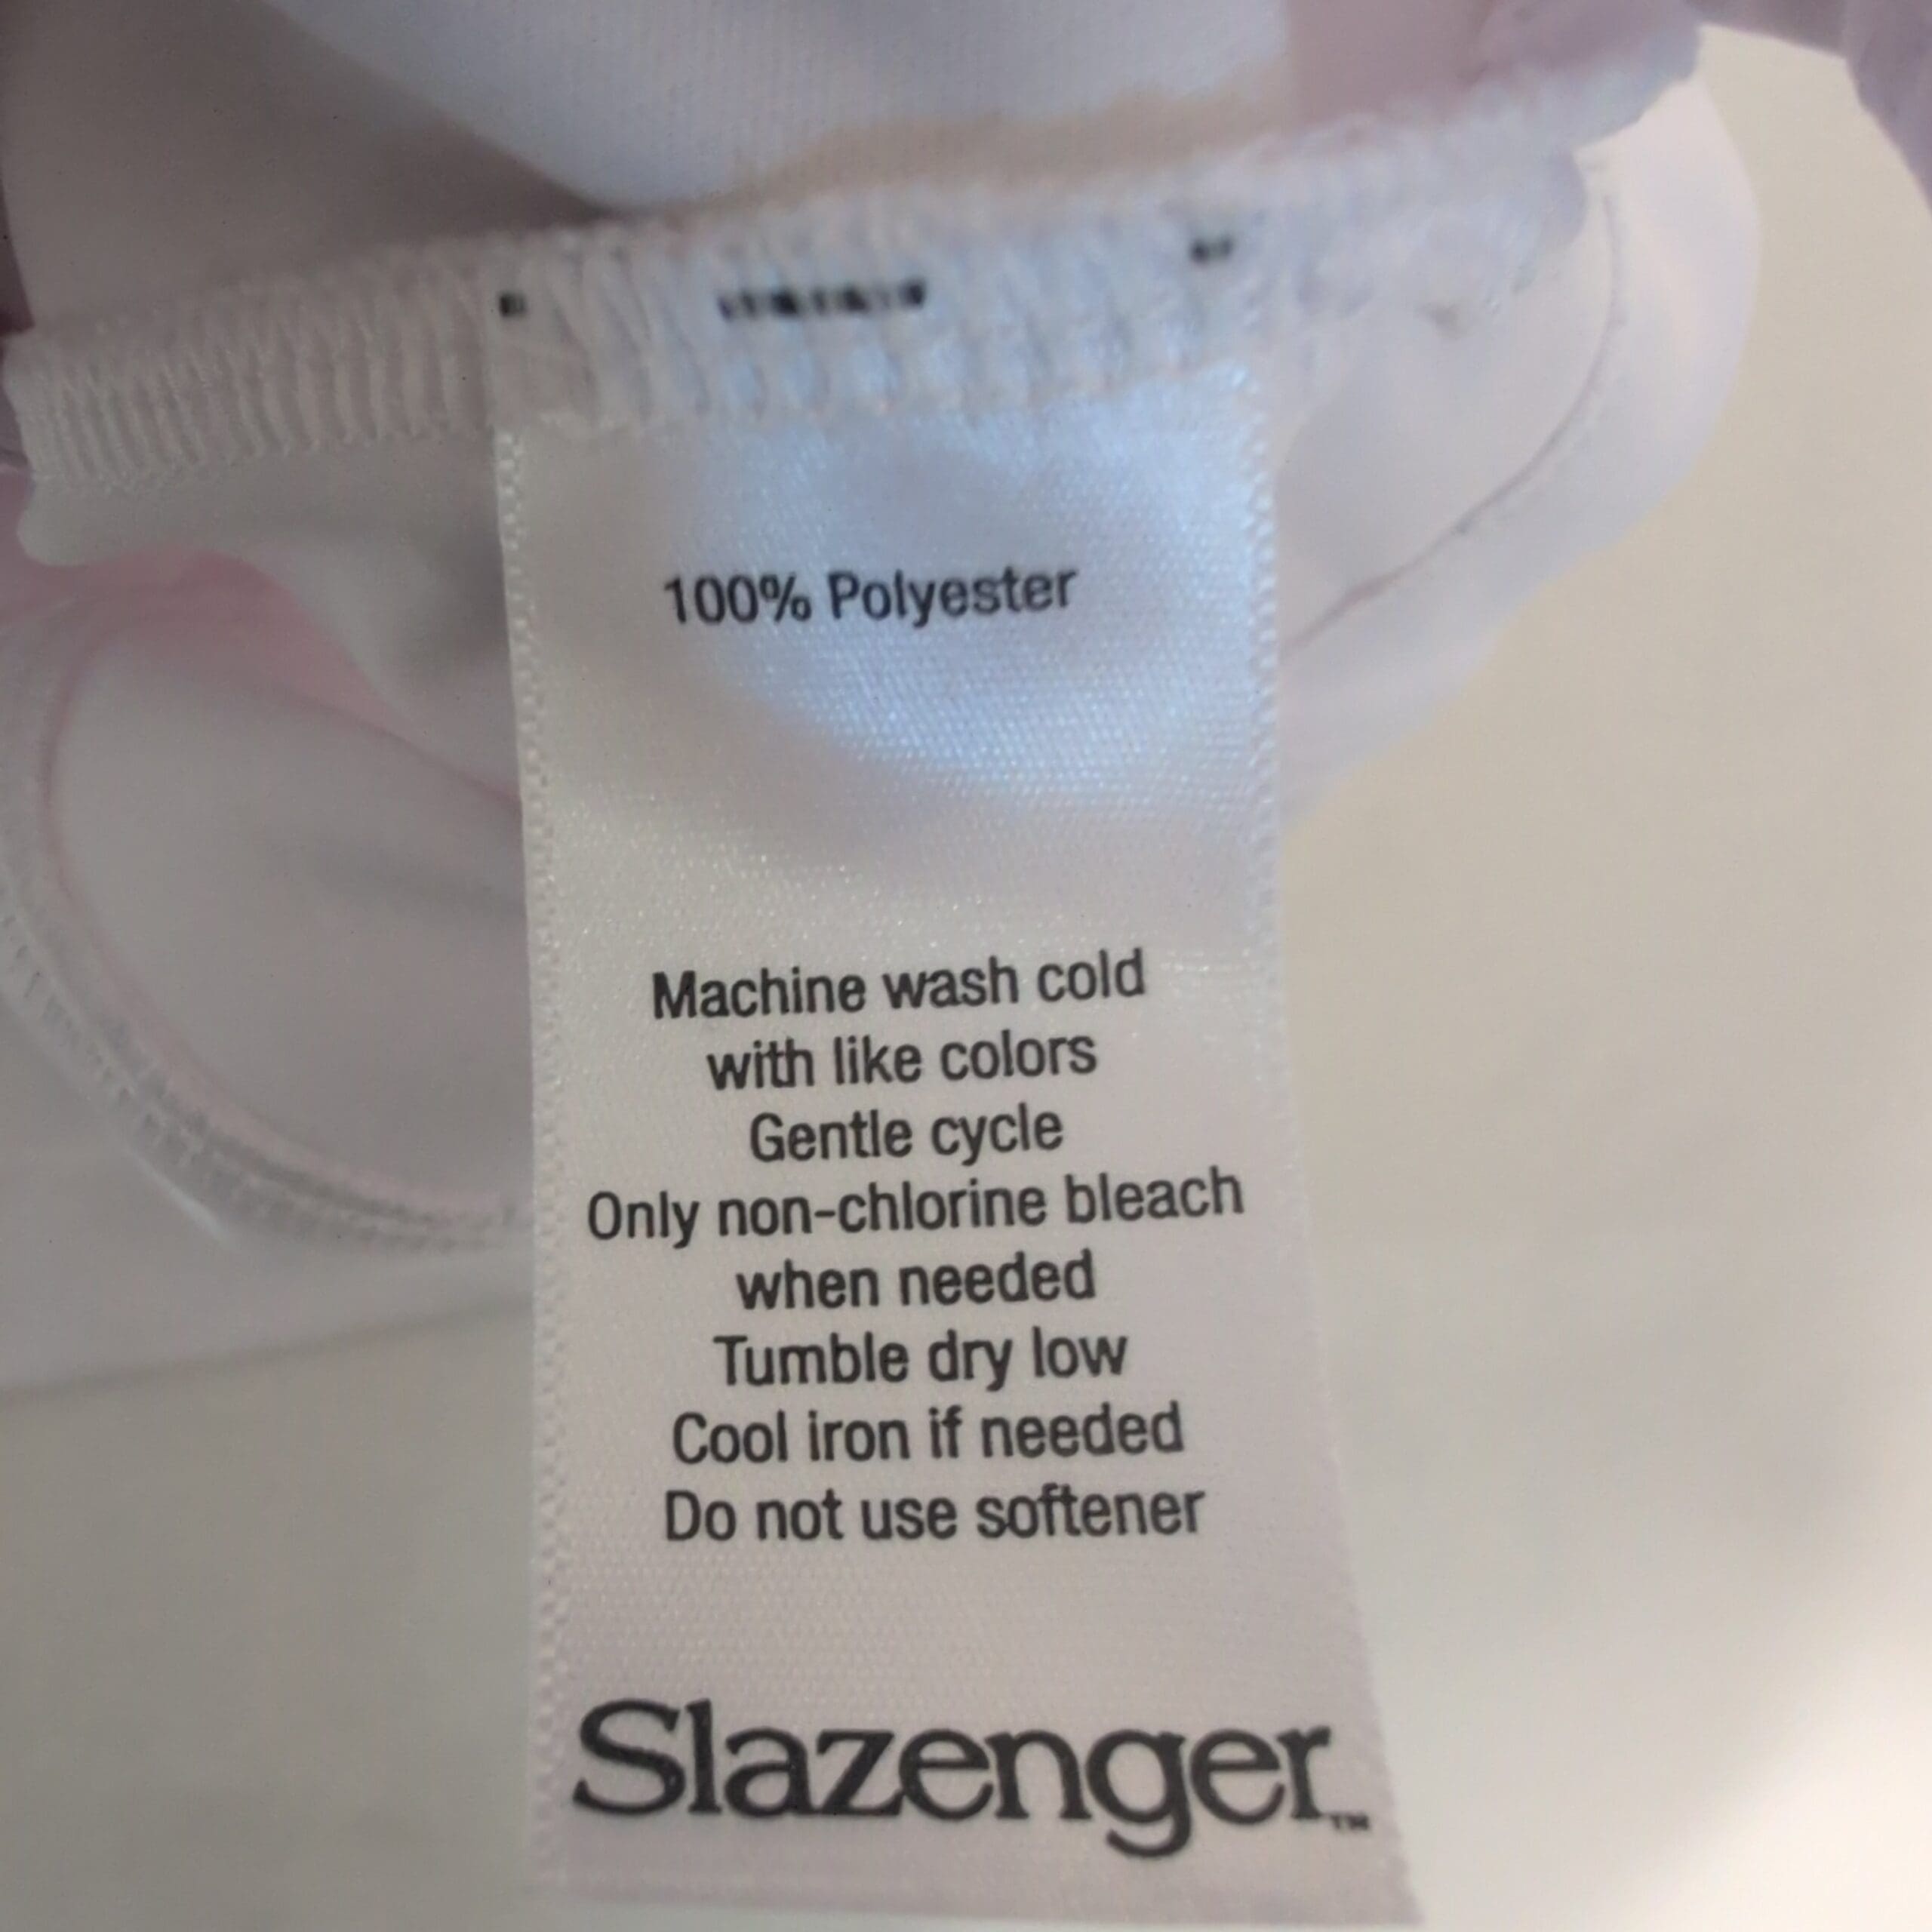 100% Polyester
Machine wash cold
with like colors
Gentle cycle
Only non-chlorine bleach
when needed
Tumble dry low
Cool iron if needed
Do not use softener
Slazenger™